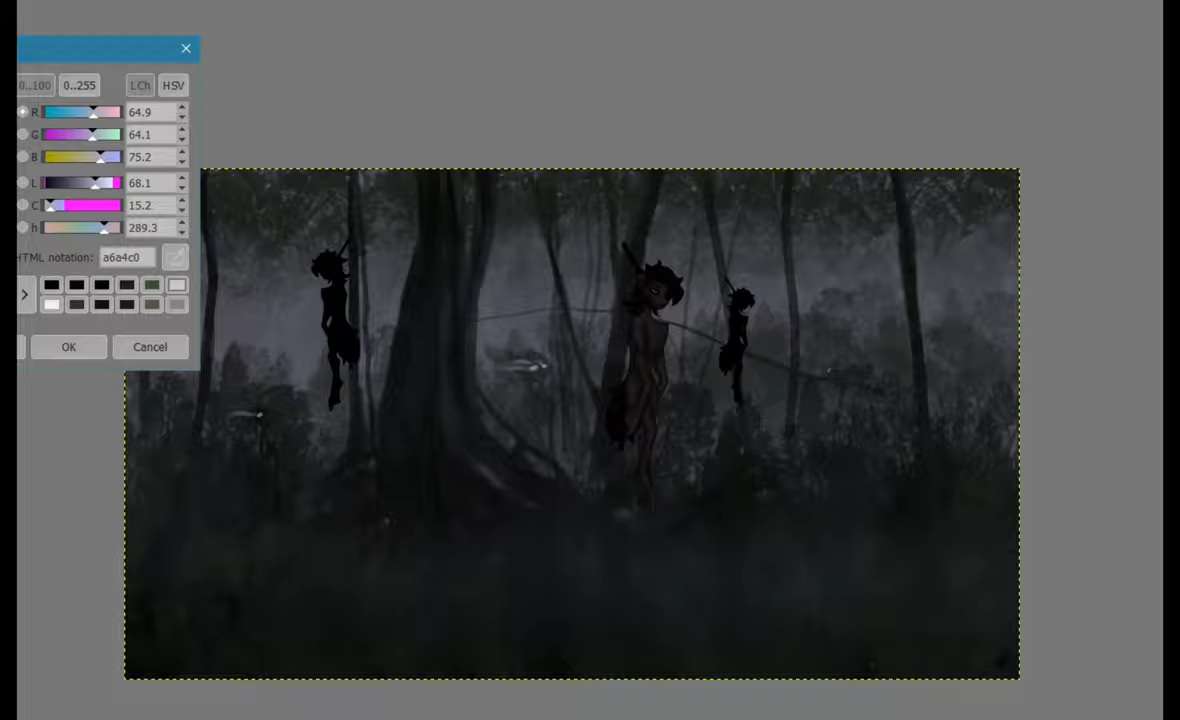 0..100 0..255 LCh HSV
R 64.9
G 64.1
B 75.2
L 68.1
C 15.2
h 289.3
HTML notation: a6a4c0
OK Cancel